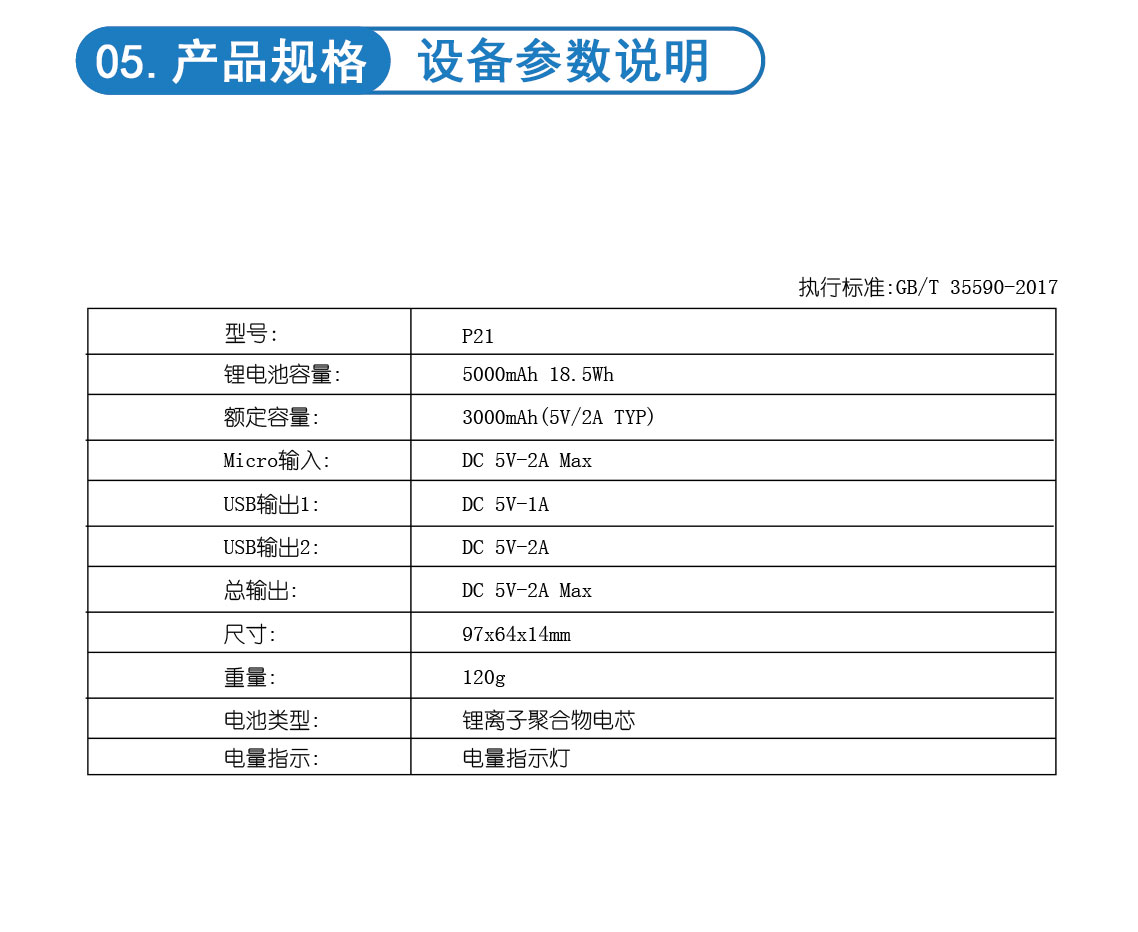 05.产品规格 设备参数说明
执行标准:GB/T 35590-2017
型号: P21
锂电池容量: 5000mAh 18.5Wh
额定容量: 3000mAh(5V/2A TYP)
Micro输入: DC 5V-2A Max
USB输出1: DC 5V-1A
USB输出2: DC 5V-2A
总输出: DC 5V-2A Max
尺寸: 97x64x14mm
重量: 120g
电池类型: 锂离子聚合物电芯
电量指示: 电量指示灯